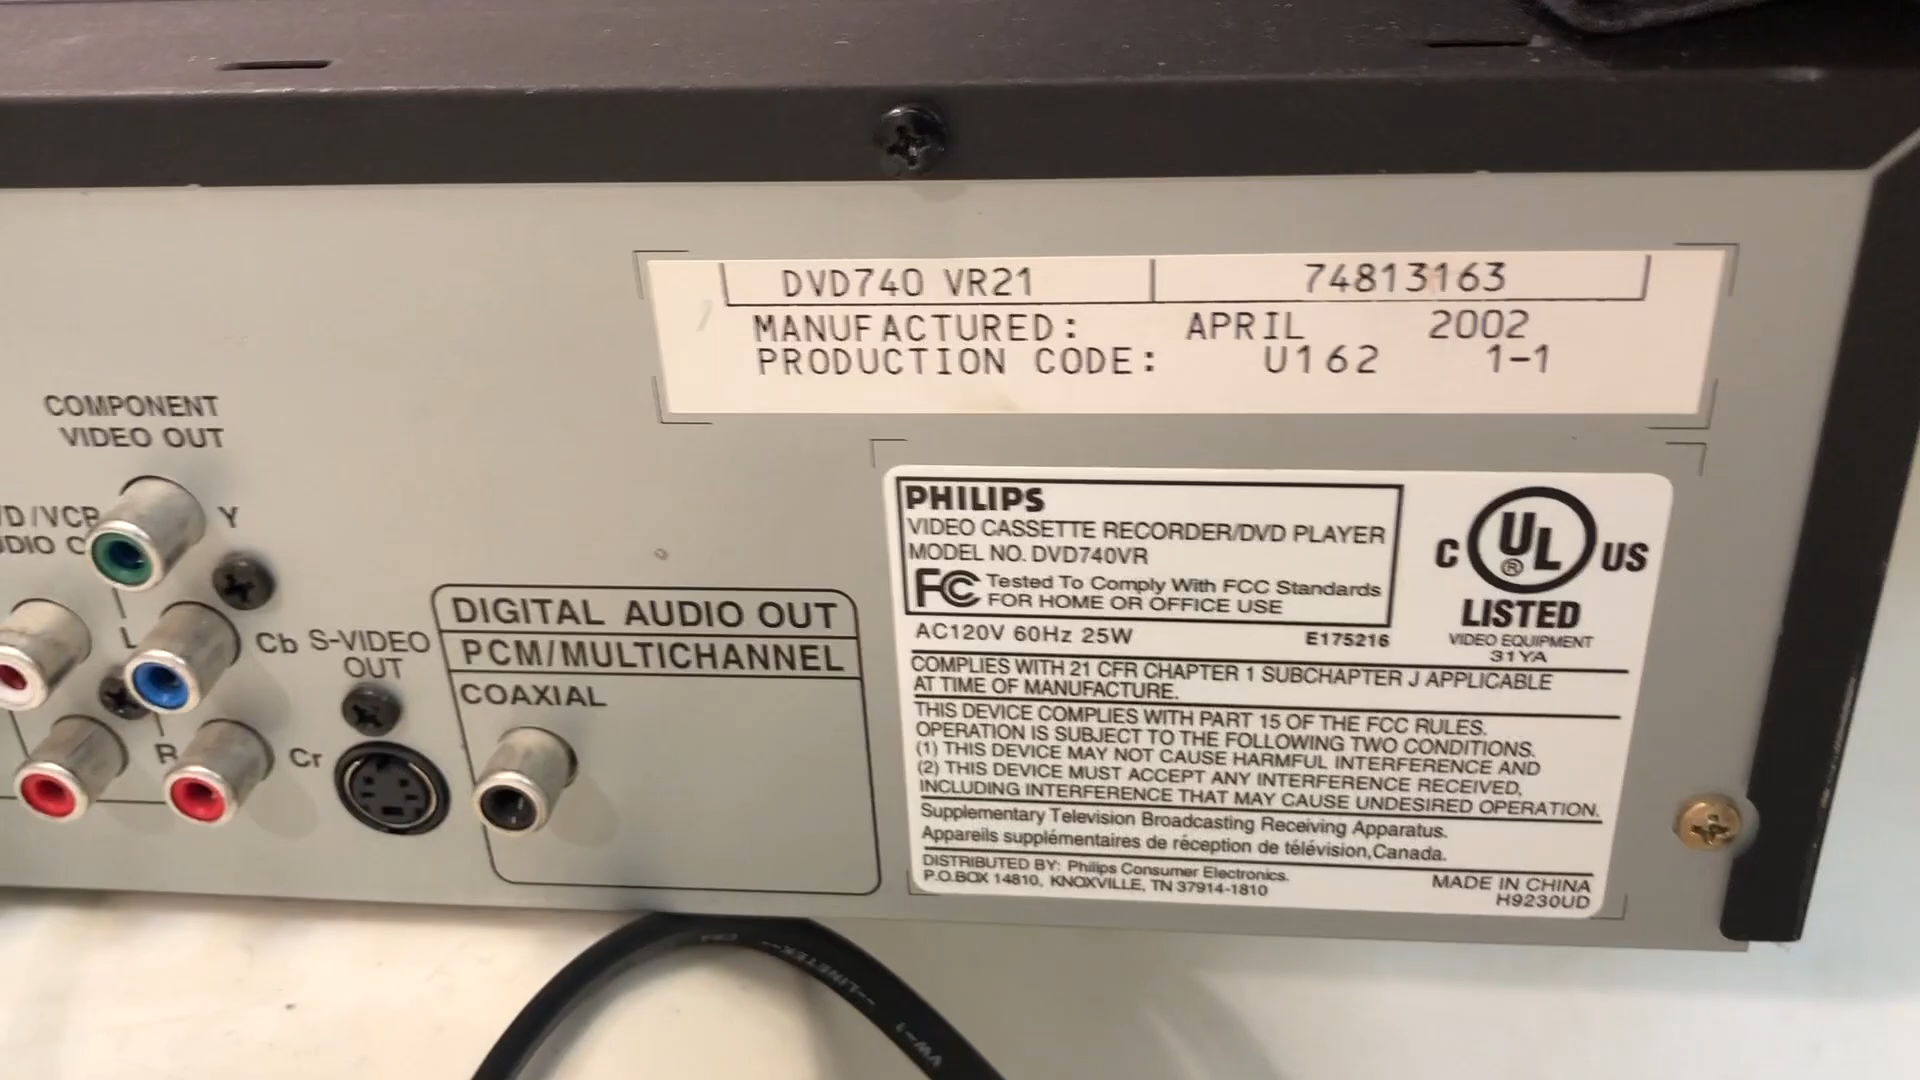 DVD740 VR21 74813163
MANUFACTURED: APRIL 2002
PRODUCTION CODE: U162 1-1
COMPONENT
VIDEO OUT
Y
L
Cb
R
Cr
S-VIDEO
OUT
DIGITAL AUDIO OUT
PCM/MULTICHANNEL
COAXIAL
PHILIPS
VIDEO CASSETTE RECORDER/DVD PLAYER
MODEL NO. DVD740VR
FC Tested To Comply With FCC Standards
FOR HOME OR OFFICE USE
AC120V 60Hz 25W E175216
C UL ® US
LISTED
VIDEO EQUIPMENT
31YA
COMPLIES WITH 21 CFR CHAPTER 1 SUBCHAPTER J APPLICABLE
AT TIME OF MANUFACTURE.
THIS DEVICE COMPLIES WITH PART 15 OF THE FCC RULES.
OPERATION IS SUBJECT TO THE FOLLOWING TWO CONDITIONS.
(1) THIS DEVICE MAY NOT CAUSE HARMFUL INTERFERENCE AND
(2) THIS DEVICE MUST ACCEPT ANY INTERFERENCE RECEIVED,
INCLUDING INTERFERENCE THAT MAY CAUSE UNDESIRED OPERATION.
Supplementary Television Broadcasting Receiving Apparatus.
Appareils supplémentaires de réception de télévision,Canada.
DISTRIBUTED BY: Philips Consumer Electronics.
P.O.BOX 14810, KNOXVILLE, TN 37914-1810
MADE IN CHINA
H9230UD
LINETEK
VW-1